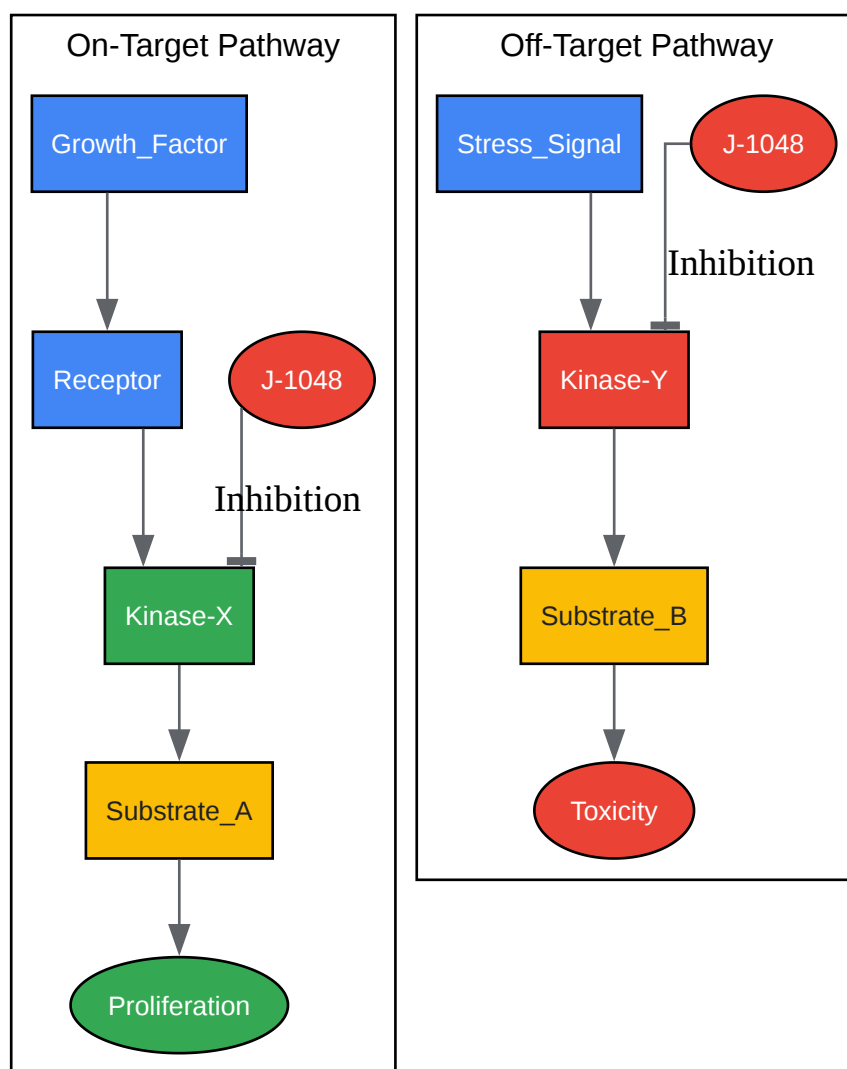 On-Target Pathway
Growth_Factor
Receptor
J-1048
Inhibition
Kinase-X
Substrate_A
Proliferation
Off-Target Pathway
Stress_Signal
J-1048
Inhibition
Kinase-Y
Substrate_B
Toxicity